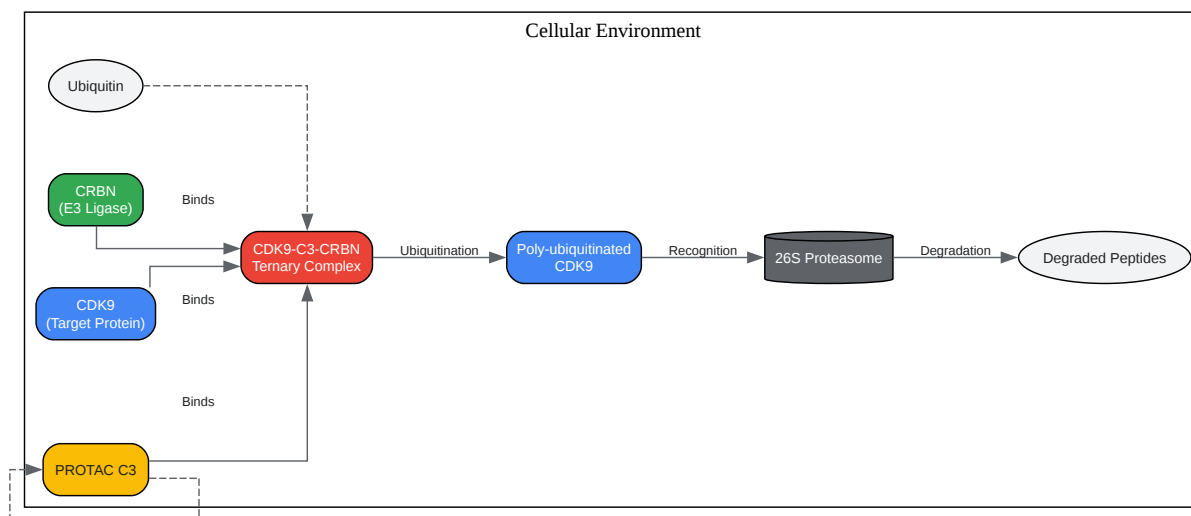 Cellular Environment
Ubiquitin
CRBN
(E3 Ligase)
Binds
CDK9-C3-CRBN
Ternary Complex
Ubiquitination
Poly-ubiquitinated
CDK9
Recognition
26S Proteasome
Degradation
Degraded Peptides
CDK9
(Target Protein)
Binds
Binds
PROTAC C3